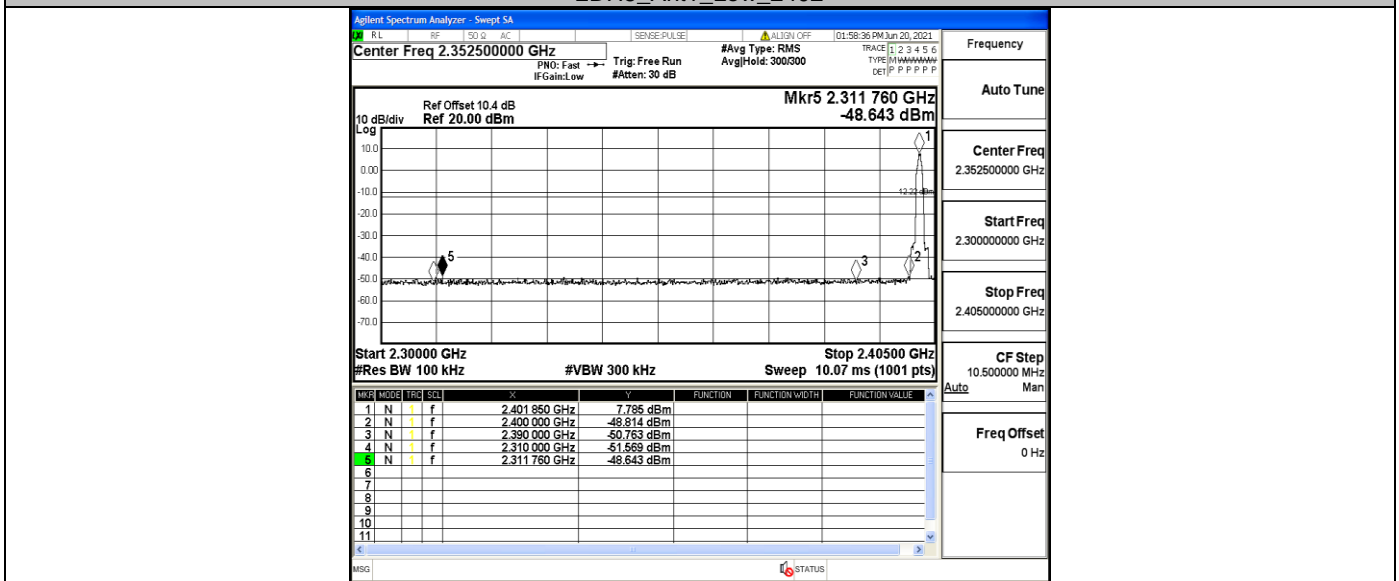 Agilent Spectrum Analyzer - Swept SA
RL RF 50 Ω AC SENSE:PULSE ALIGN OFF 01:58:36 PM Jun 20, 2021
Center Freq 2.352500000 GHz
PNO: Fast
IFGain:Low
Trig: Free Run
#Atten: 30 dB
#Avg Type: RMS
Avg|Hold: 300/300
TRACE 1 2 3 4 5 6
TYPE M
DET P P P P P P
Mkr5 2.311 760 GHz
-48.643 dBm
Ref Offset 10.4 dB
10 dB/div Ref 20.00 dBm
Log
10.0
0.00
-10.0
-20.0
-30.0
-40.0
-50.0
-60.0
-70.0
1
5
3
2
Start 2.30000 GHz Stop 2.40500 GHz
#Res BW 100 kHz #VBW 300 kHz Sweep 10.07 ms (1001 pts)
MKR MODE TRC SCL X Y FUNCTION FUNCTION WIDTH FUNCTION VALUE
1 N 1 f 2.401 850 GHz 7.785 dBm
2 N 1 f 2.400 000 GHz -48.814 dBm
3 N 1 f 2.390 000 GHz -50.763 dBm
4 N 1 f 2.310 000 GHz -51.569 dBm
5 N 1 f 2.311 760 GHz -48.643 dBm
6
7
8
9
10
11
MSG STATUS
Frequency
Auto Tune
Center Freq
2.352500000 GHz
Start Freq
2.300000000 GHz
Stop Freq
2.405000000 GHz
CF Step
10.500000 MHz
Auto Man
Freq Offset
0 Hz